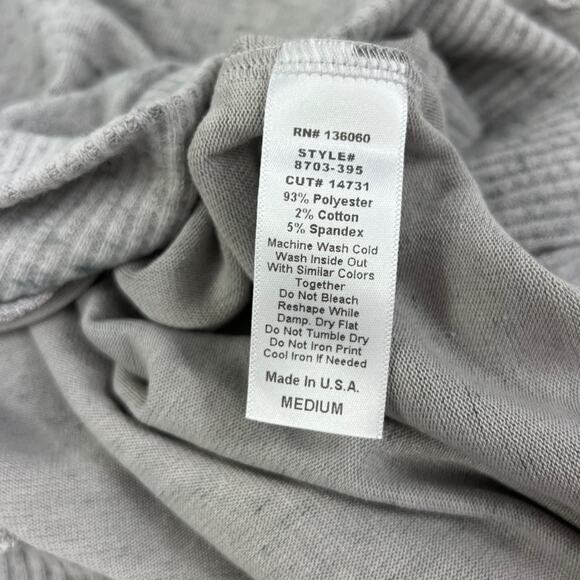 RN# 136060
STYLE#
8703-395
CUT# 14731
93% Polyester
2% Cotton
5% Spandex
Machine Wash Cold
Wash Inside Out
With Similar Colors
Together
Do Not Bleach
Reshape While
Damp. Dry Flat
Do Not Tumble Dry
Do Not Iron Print
Cool Iron If Needed
Made In U.S.A.
MEDIUM